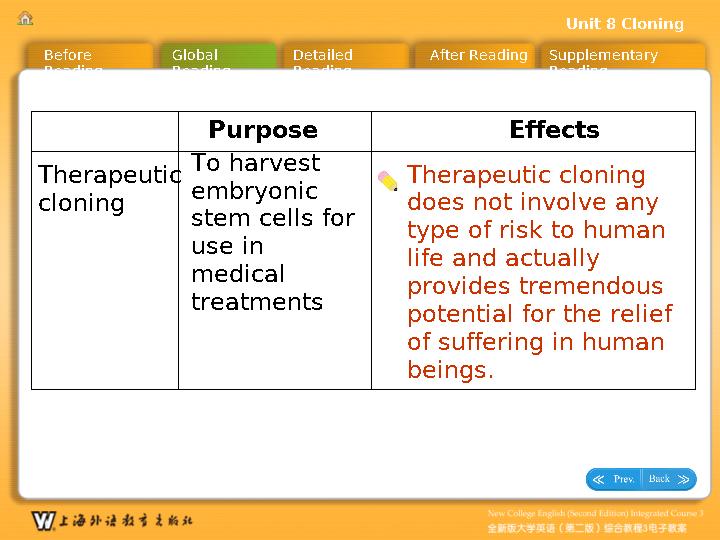 Unit 8 Cloning
Before
Reading
Global
Reading
Detailed
Reading
After Reading
Supplementary
Reading
Purpose
Effects
Therapeutic
cloning
To harvest
embryonic
stem cells for
use in
medical
treatments
Therapeutic cloning
does not involve any
type of risk to human
life and actually
provides tremendous
potential for the relief
of suffering in human
beings.
Prev.
Back
W 上海外语教育出版社
New College English (Second Edition) Integrated Course 3
全新版大学英语（第二版）综合教程3电子教案